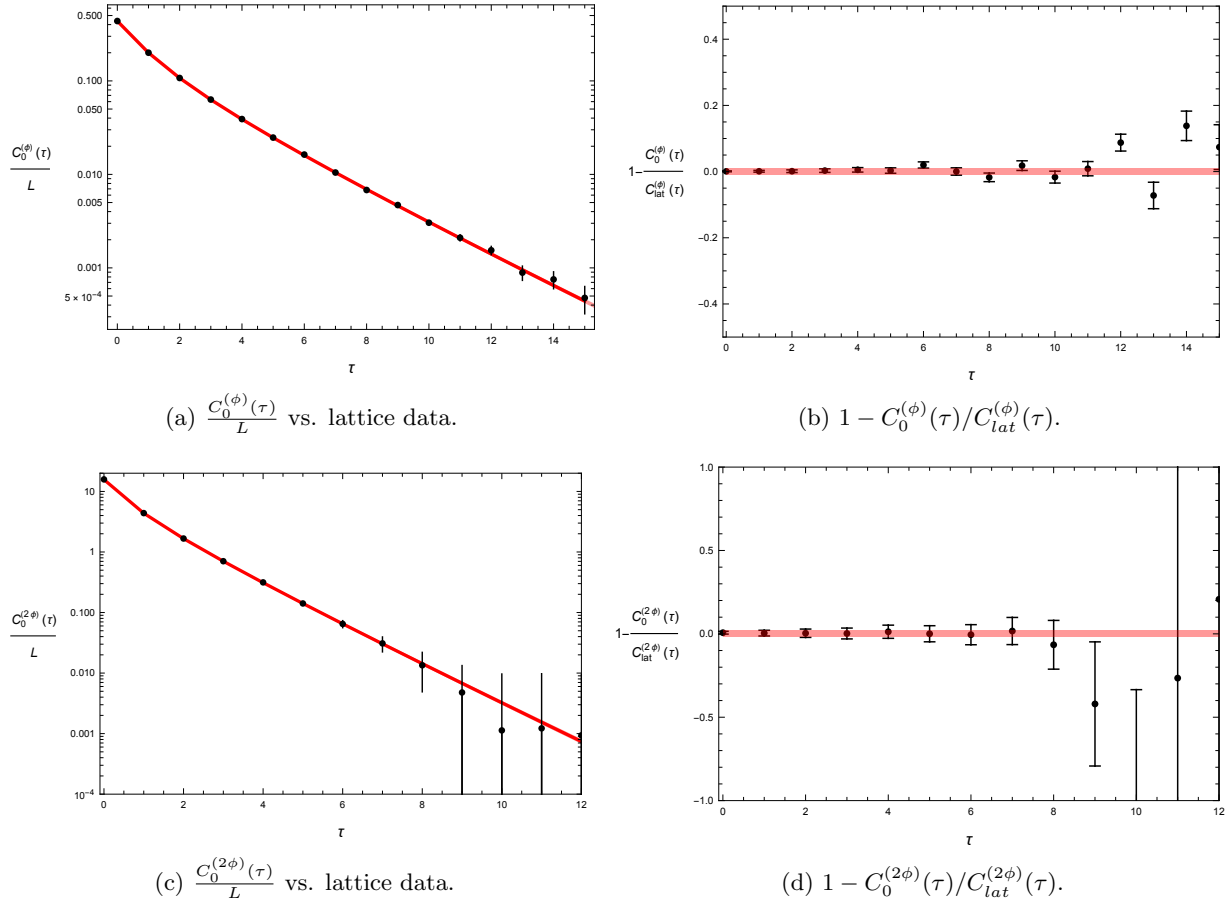 0.500
0.100
0.050
0.010
0.005
0.001
5 × 10⁻⁴
C₀^(ϕ)(τ)
L
0 2 4 6 8 10 12 14
τ
(a) C₀^(ϕ)(τ)/L vs. lattice data.
0.4
0.2
0.0
-0.2
-0.4
1- C₀^(ϕ)(τ)
C_lat^(ϕ)(τ)
0 2 4 6 8 10 12 14
τ
(b) 1 − C₀^(ϕ)(τ)/C_lat^(ϕ)(τ).
10
1
0.100
0.010
0.001
10⁻⁴
C₀^(2ϕ)(τ)
L
0 2 4 6 8 10 12
τ
(c) C₀^(2ϕ)(τ)/L vs. lattice data.
1.0
0.5
0.0
-0.5
-1.0
1- C₀^(2ϕ)(τ)
C_lat^(2ϕ)(τ)
0 2 4 6 8 10 12
τ
(d) 1 − C₀^(2ϕ)(τ)/C_lat^(2ϕ)(τ).